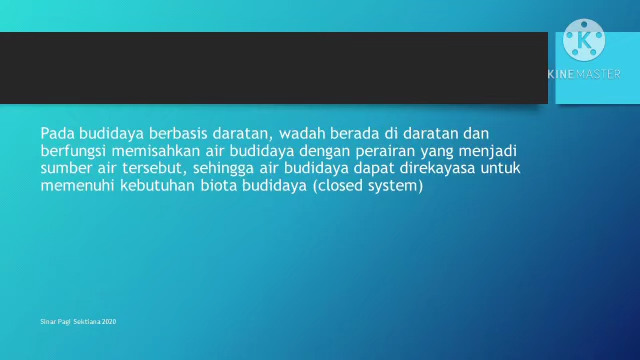 KINEMASTER
Pada budidaya berbasis daratan, wadah berada di daratan dan
berfungsi memisahkan air budidaya dengan perairan yang menjadi
sumber air tersebut, sehingga air budidaya dapat direkayasa untuk
memenuhi kebutuhan biota budidaya (closed system)
Sinar Pagi Sektiana 2020